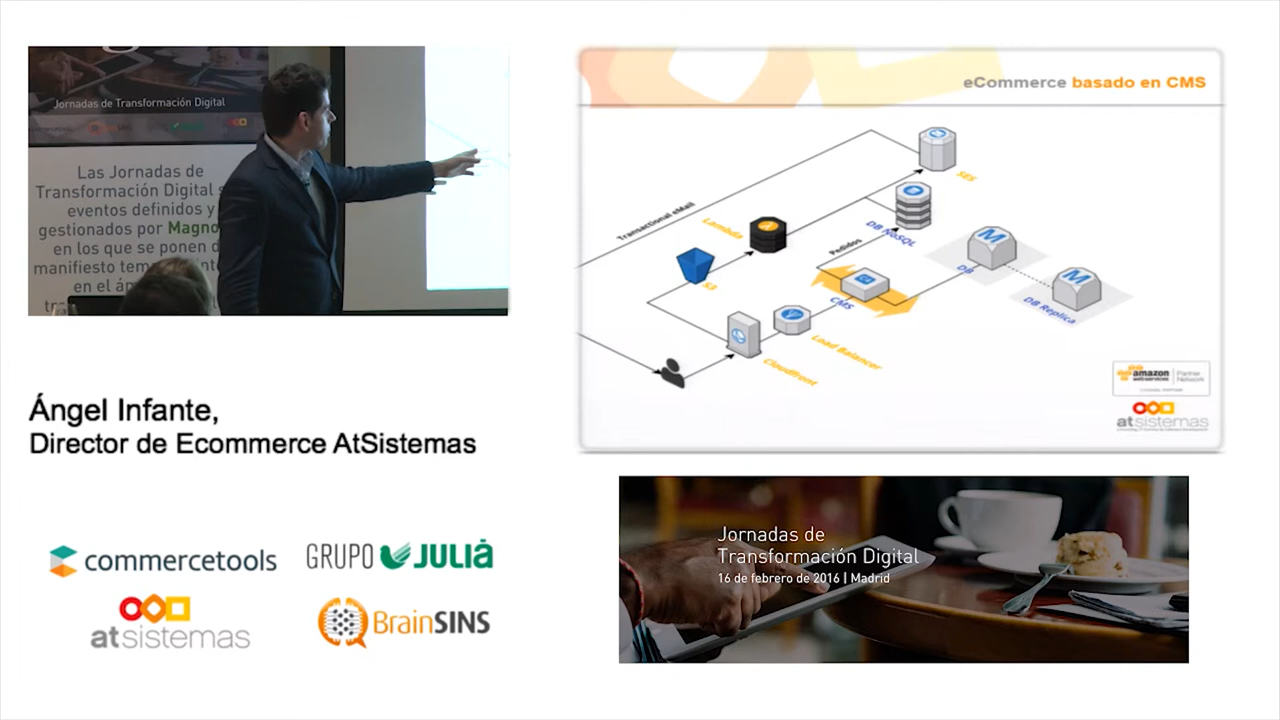 Jornadas de Transformación Digital
Las Jornadas de
Transformación Digital
eventos definidos y
gestionados por Magno
en los que se ponen d
manifiesto
en el
eCommerce basado en CMS
SES
Transactional eMail
Lambda
DB NoSQL
Pedidos
S3
DB
CMS
DB Replica
Load Balancer
Cloudfront
amazon
webservices
Partner
Network
atsistemas
Ángel Infante,
Director de Ecommerce AtSistemas
commercetools
GRUPO JULIÀ
atsistemas
BrainSINS
Jornadas de
Transformación Digital
16 de febrero de 2016 | Madrid